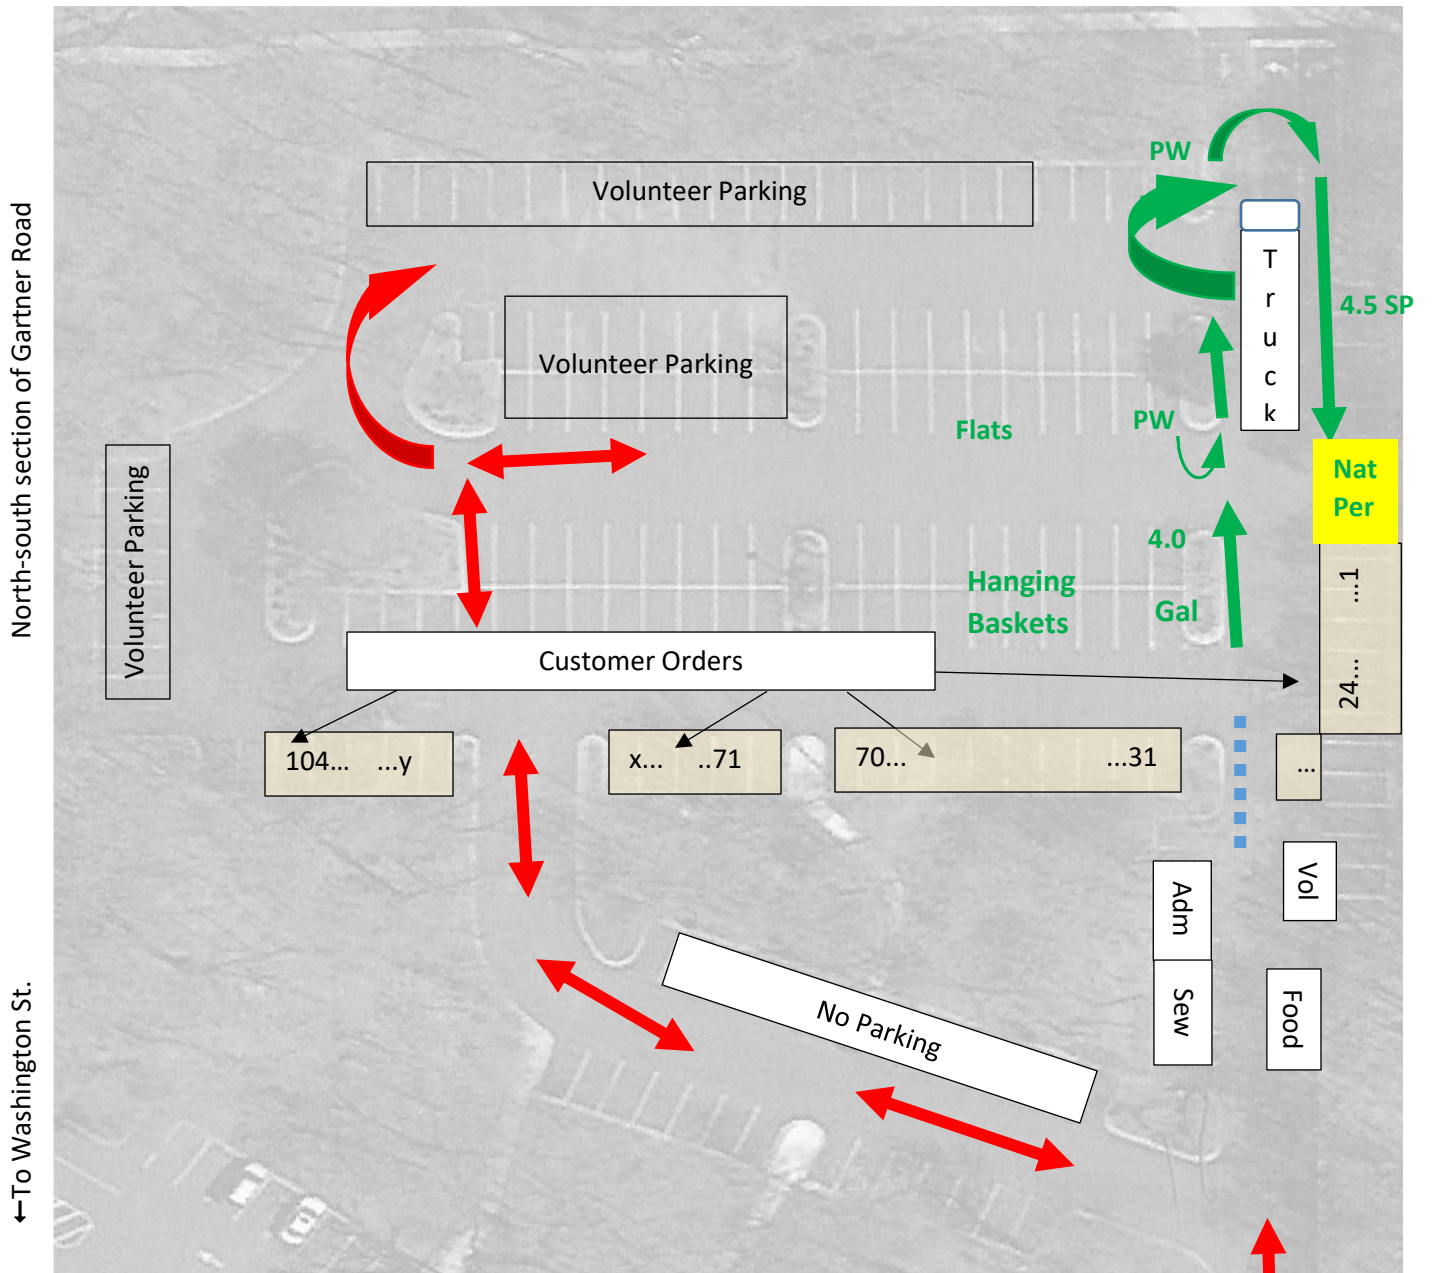 North-south section of Gartner Road
←To Washington St.
PW
Volunteer Parking
Truck
4.5 SP
Volunteer Parking
Flats
PW
Nat
Per
Volunteer Parking
4.0
Hanging
Baskets
Gal
24... ...1
Customer Orders
104... ...y
x... ..71
70... ...31
...
Vol
Adm
Sew
Food
No Parking